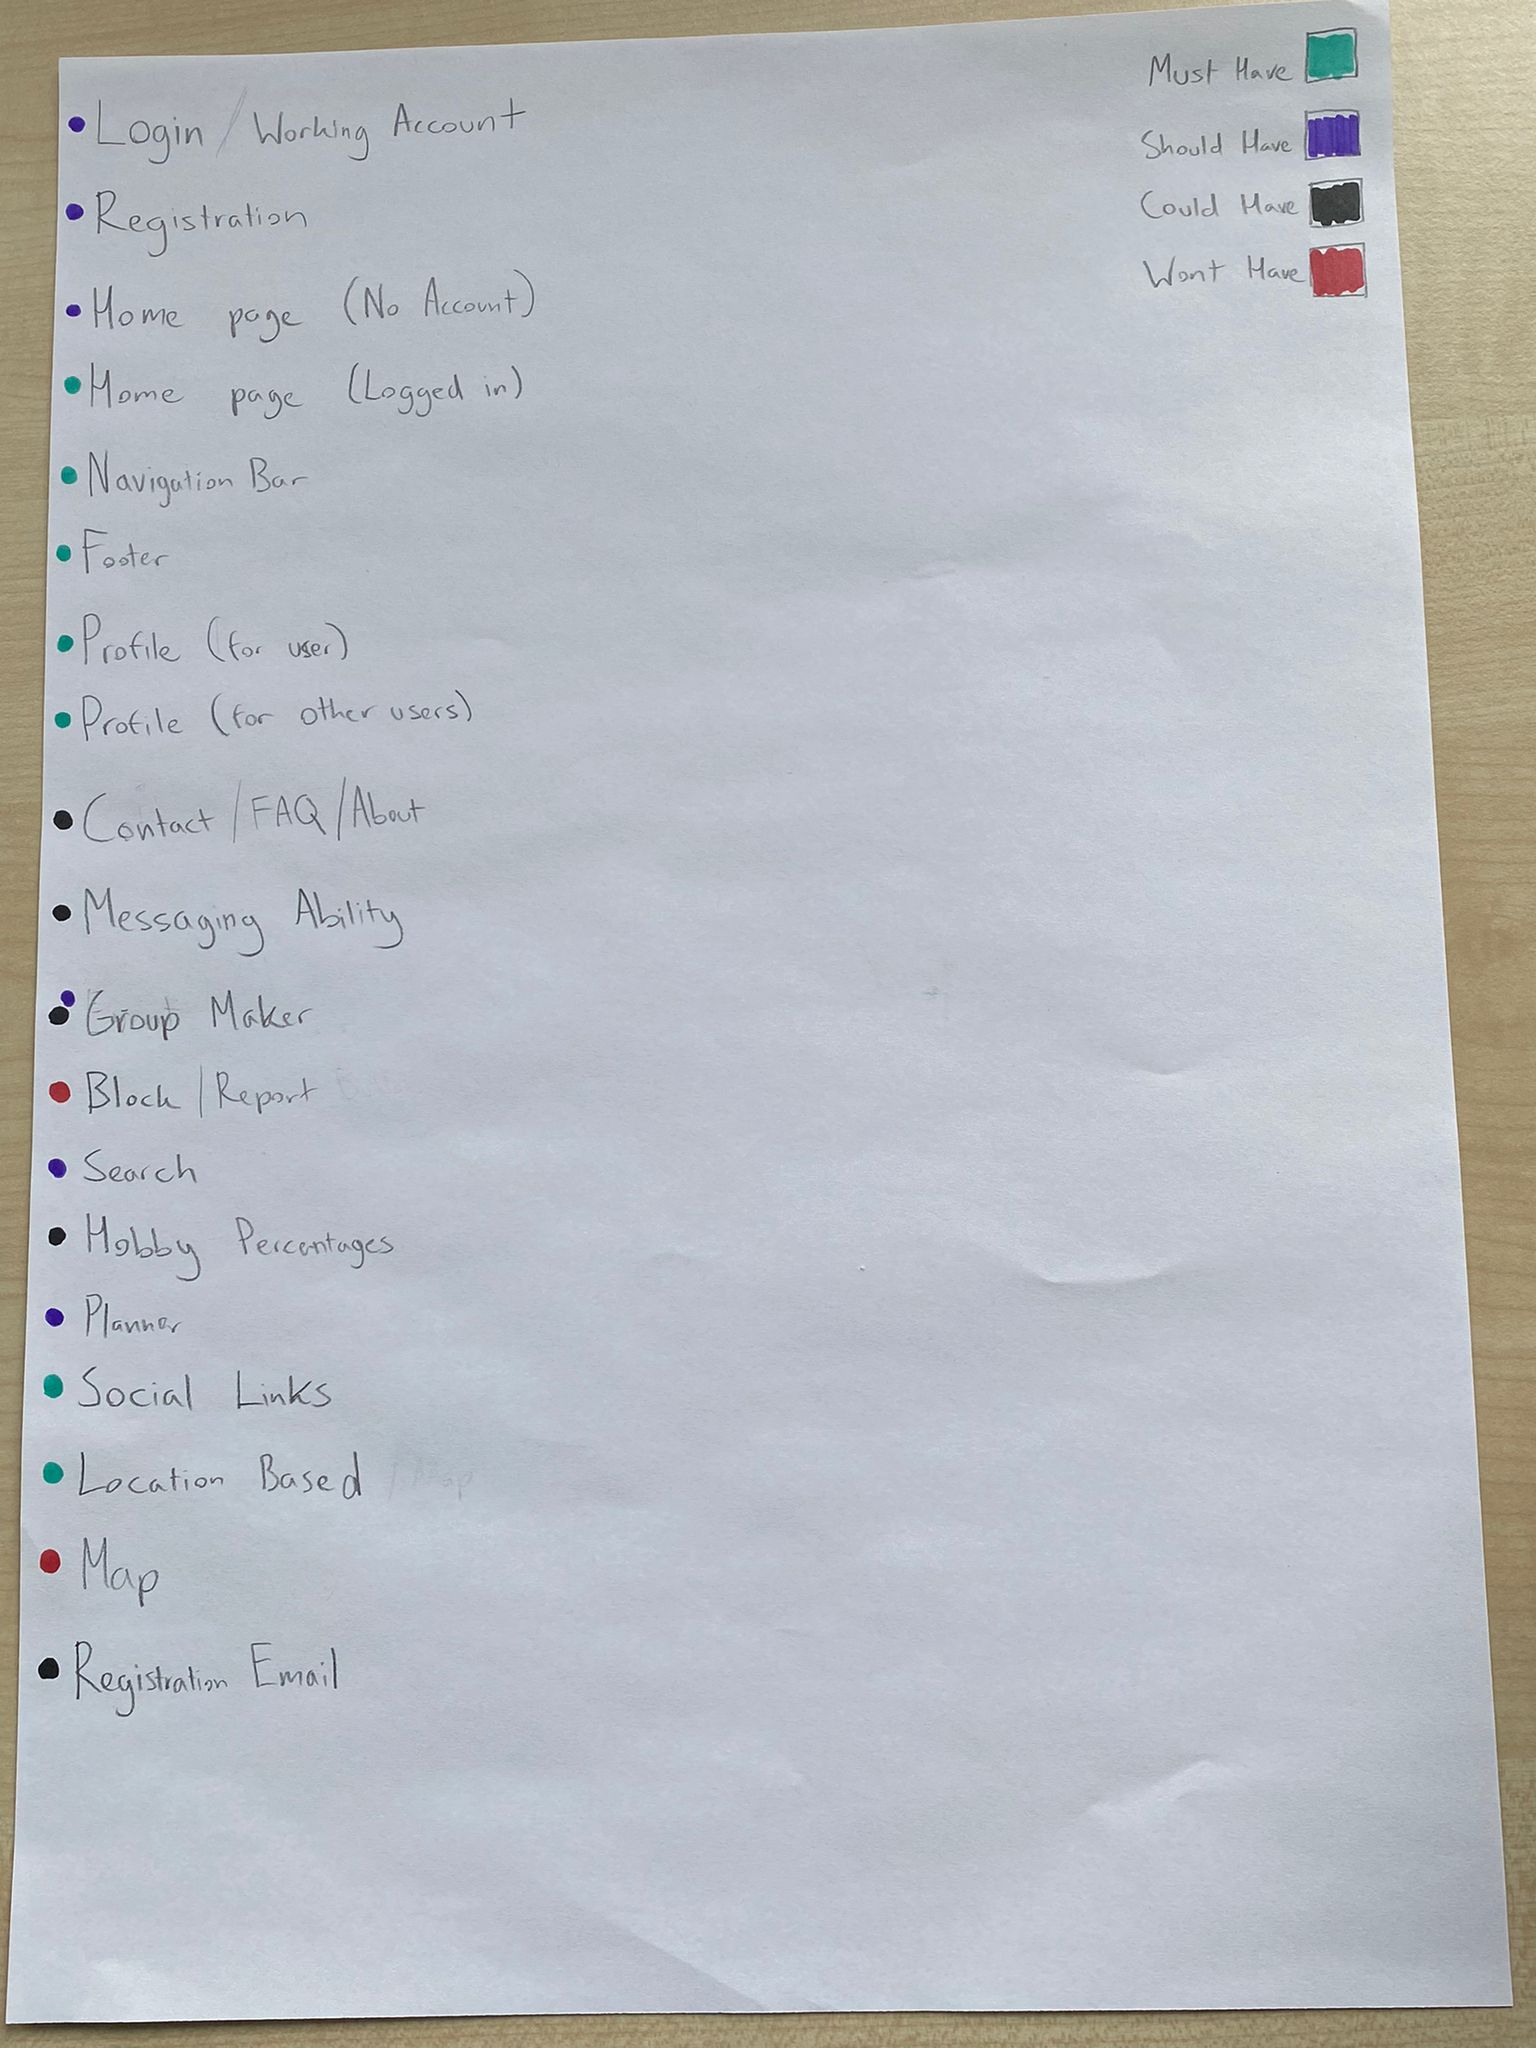 Must Have
Should Have
Could Have
Wont Have
Login / Working Account
Registration
Home page (No Account)
Home page (Logged in)
Navigation Bar
Footer
Profile (for user)
Profile (for other users)
Contact / FAQ / About
Messaging Ability
Group Maker
Block / Report
Search
Hobby Percentages
Planner
Social Links
Location Based
Map
Registration Email